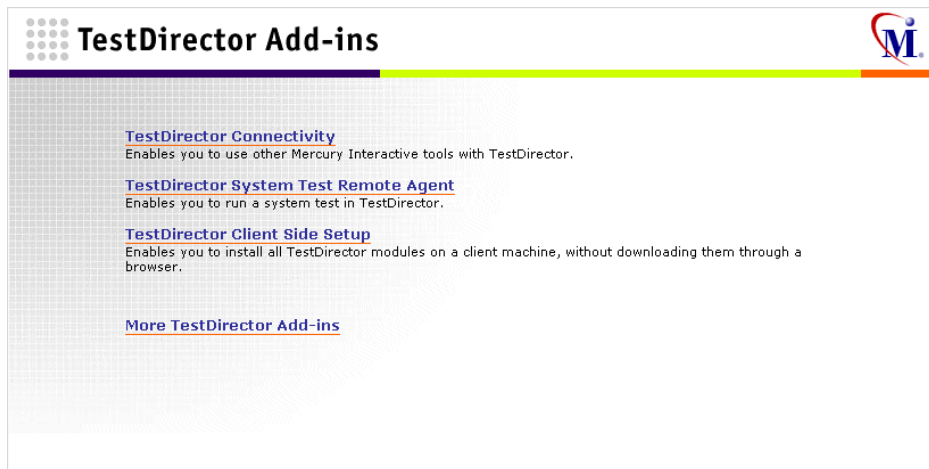 TestDirector Add-ins
M
TestDirector Connectivity
Enables you to use other Mercury Interactive tools with TestDirector.
TestDirector System Test Remote Agent
Enables you to run a system test in TestDirector.
TestDirector Client Side Setup
Enables you to install all TestDirector modules on a client machine, without downloading them through a
browser.
More TestDirector Add-ins